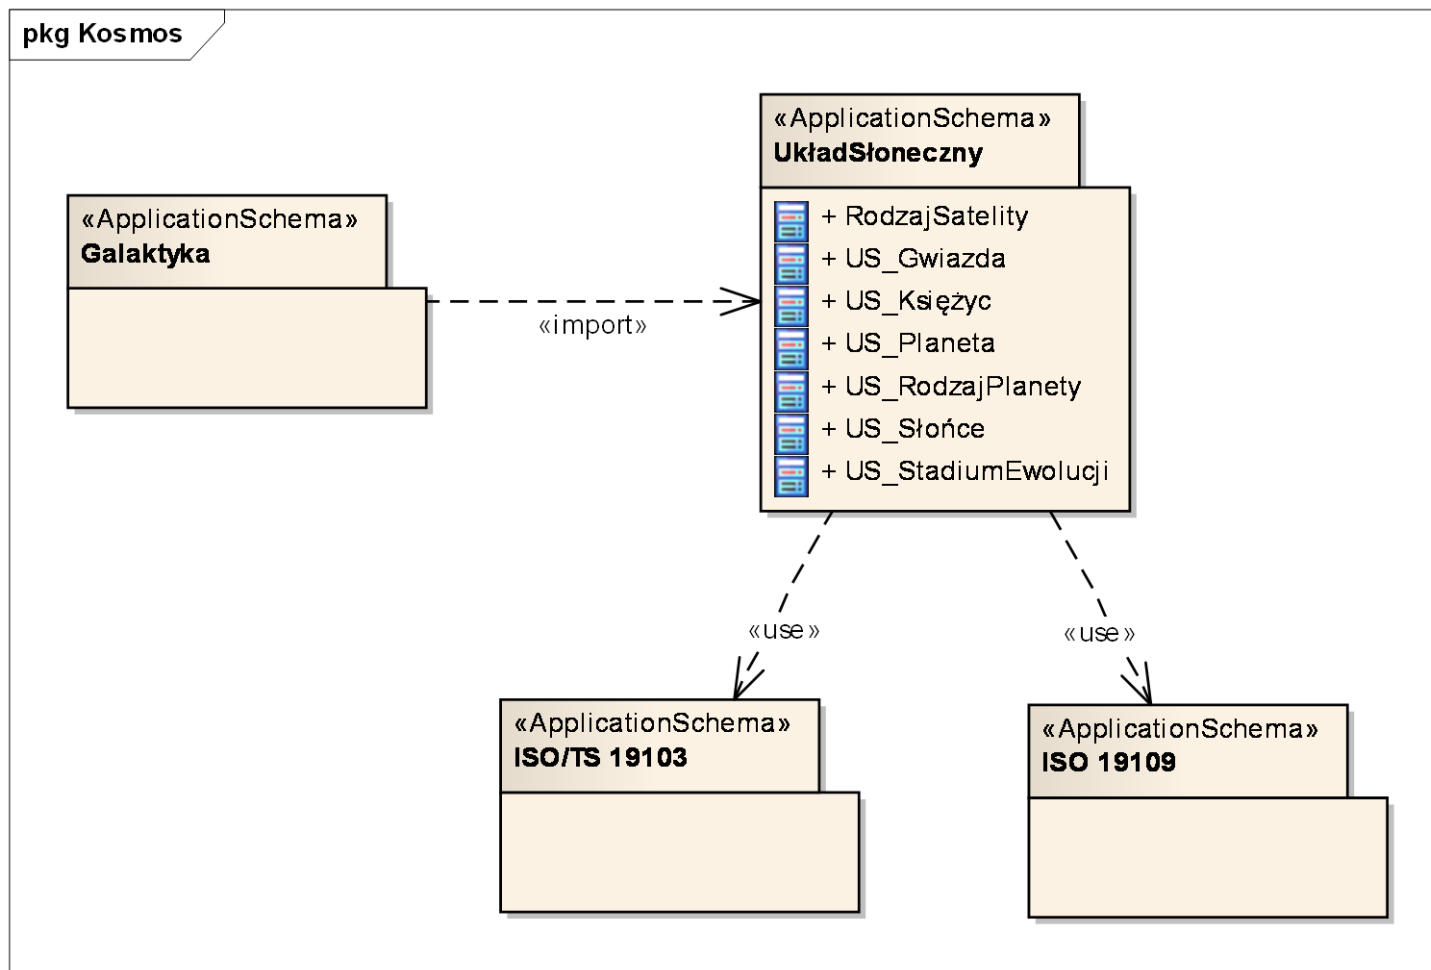 pkg Kosmos
«ApplicationSchema»
UkładSłoneczny
+ RodzajSatelity
+ US_Gwiazda
+ US_Księżyc
+ US_Planeta
+ US_RodzajPlanety
+ US_Słońce
+ US_StadiumEwolucji
«ApplicationSchema»
Galaktyka
«import»
«use»
«use»
«ApplicationSchema»
ISO/TS 19103
«ApplicationSchema»
ISO 19109